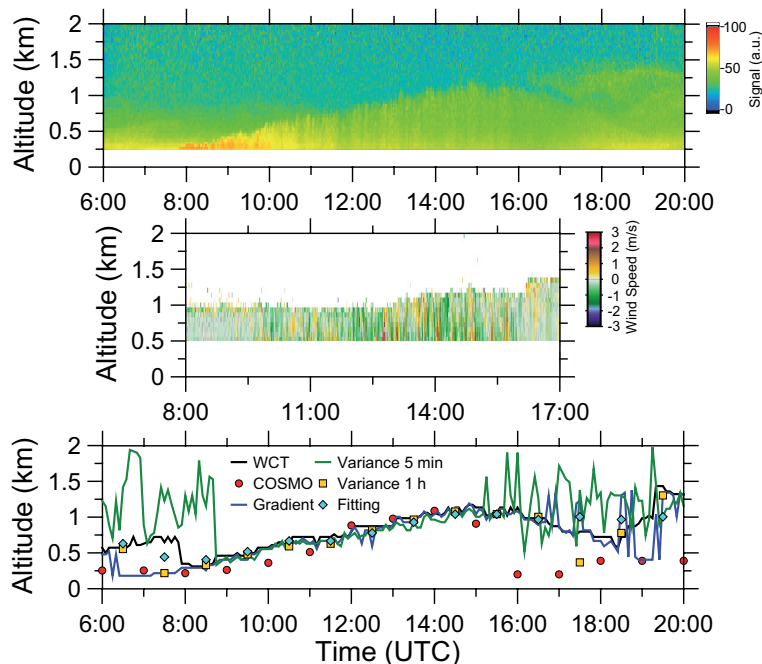 2
1.5
1
0.5
0
Altitude (km)
6:00 8:00 10:00 12:00 14:00 16:00 18:00 20:00
100
50
0
Signal (a.u.)
2
1.5
1
0.5
0
Altitude (km)
8:00 11:00 14:00 17:00
3
2
1
0
-1
-2
-3
Wind Speed (m/s)
2
1.5
1
0.5
0
Altitude (km)
WCT Variance 5 min
COSMO Variance 1 h
Gradient Fitting
6:00 8:00 10:00 12:00 14:00 16:00 18:00 20:00
Time (UTC)